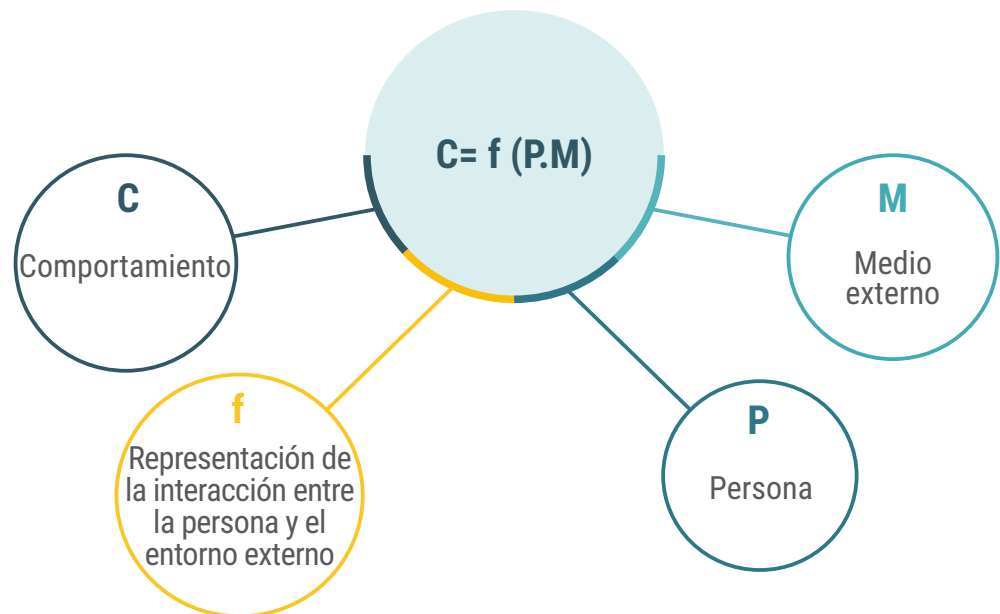 C= f (P.M)
C
Comportamiento
M
Medio
externo
f
Representación de
la interacción entre
la persona y el
entorno externo
P
Persona